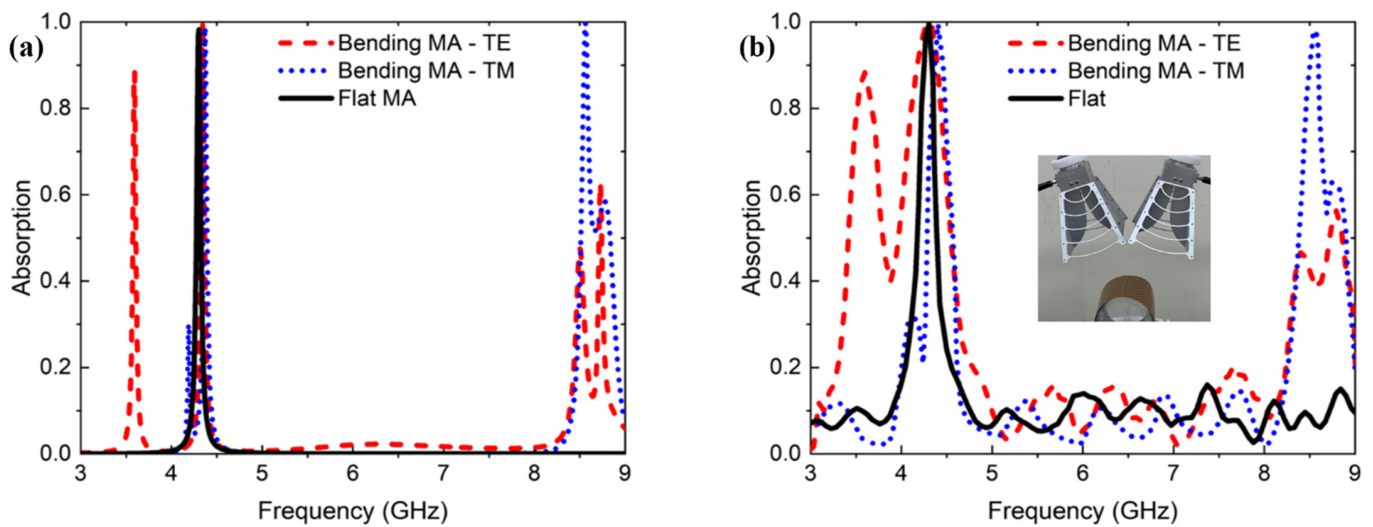 (a)
Bending MA - TE
Bending MA - TM
Flat MA
Absorption
1.0
0.8
0.6
0.4
0.2
0.0
3 4 5 6 7 8 9
Frequency (GHz)
(b)
Bending MA - TE
Bending MA - TM
Flat
Absorption
1.0
0.8
0.6
0.4
0.2
0.0
3 4 5 6 7 8 9
Frequency (GHz)